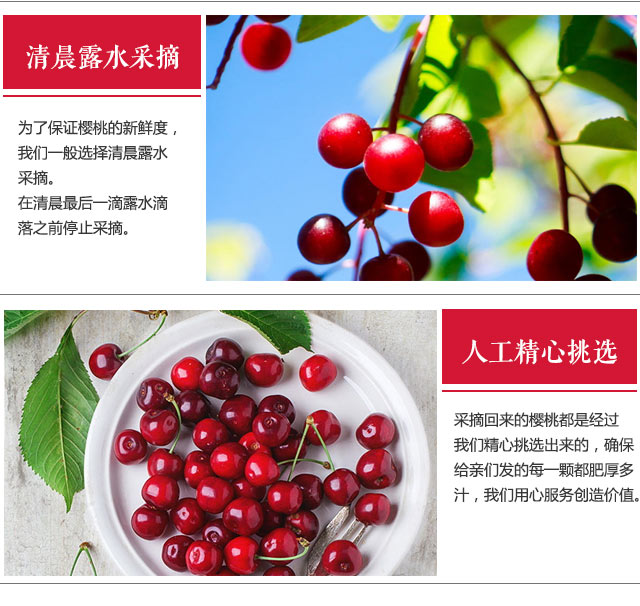 清晨露水采摘
为了保证樱桃的新鲜度，
我们一般选择清晨露水
采摘。
在清晨最后一滴露水滴
落之前停止采摘。
人工精心挑选
采摘回来的樱桃都是经过
我们精心挑选出来的，确保
给亲们发的每一颗都肥厚多
汁，我们用心服务创造价值。